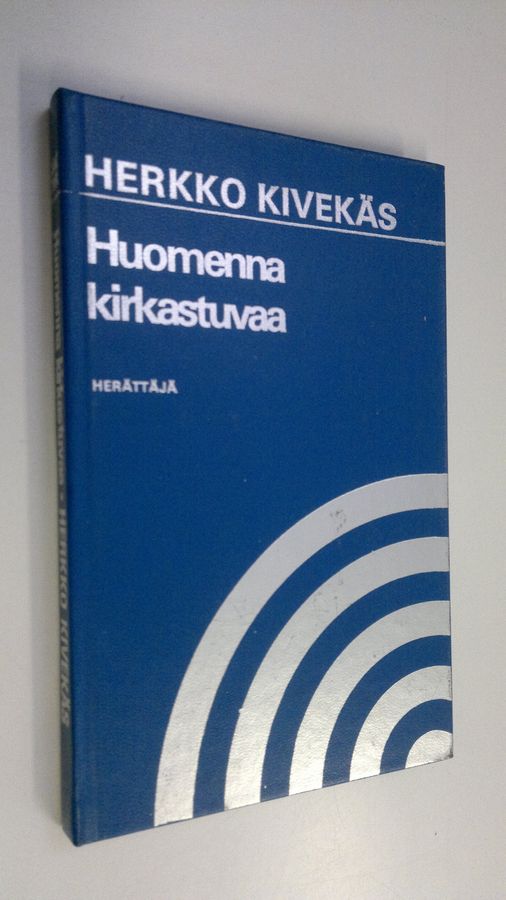 HERKKO KIVEKÄS
Huomenna
kirkastuvaa
HERÄTTÄJÄ
Huomenna kirkastuvaa • HERKKO KIVEKÄS